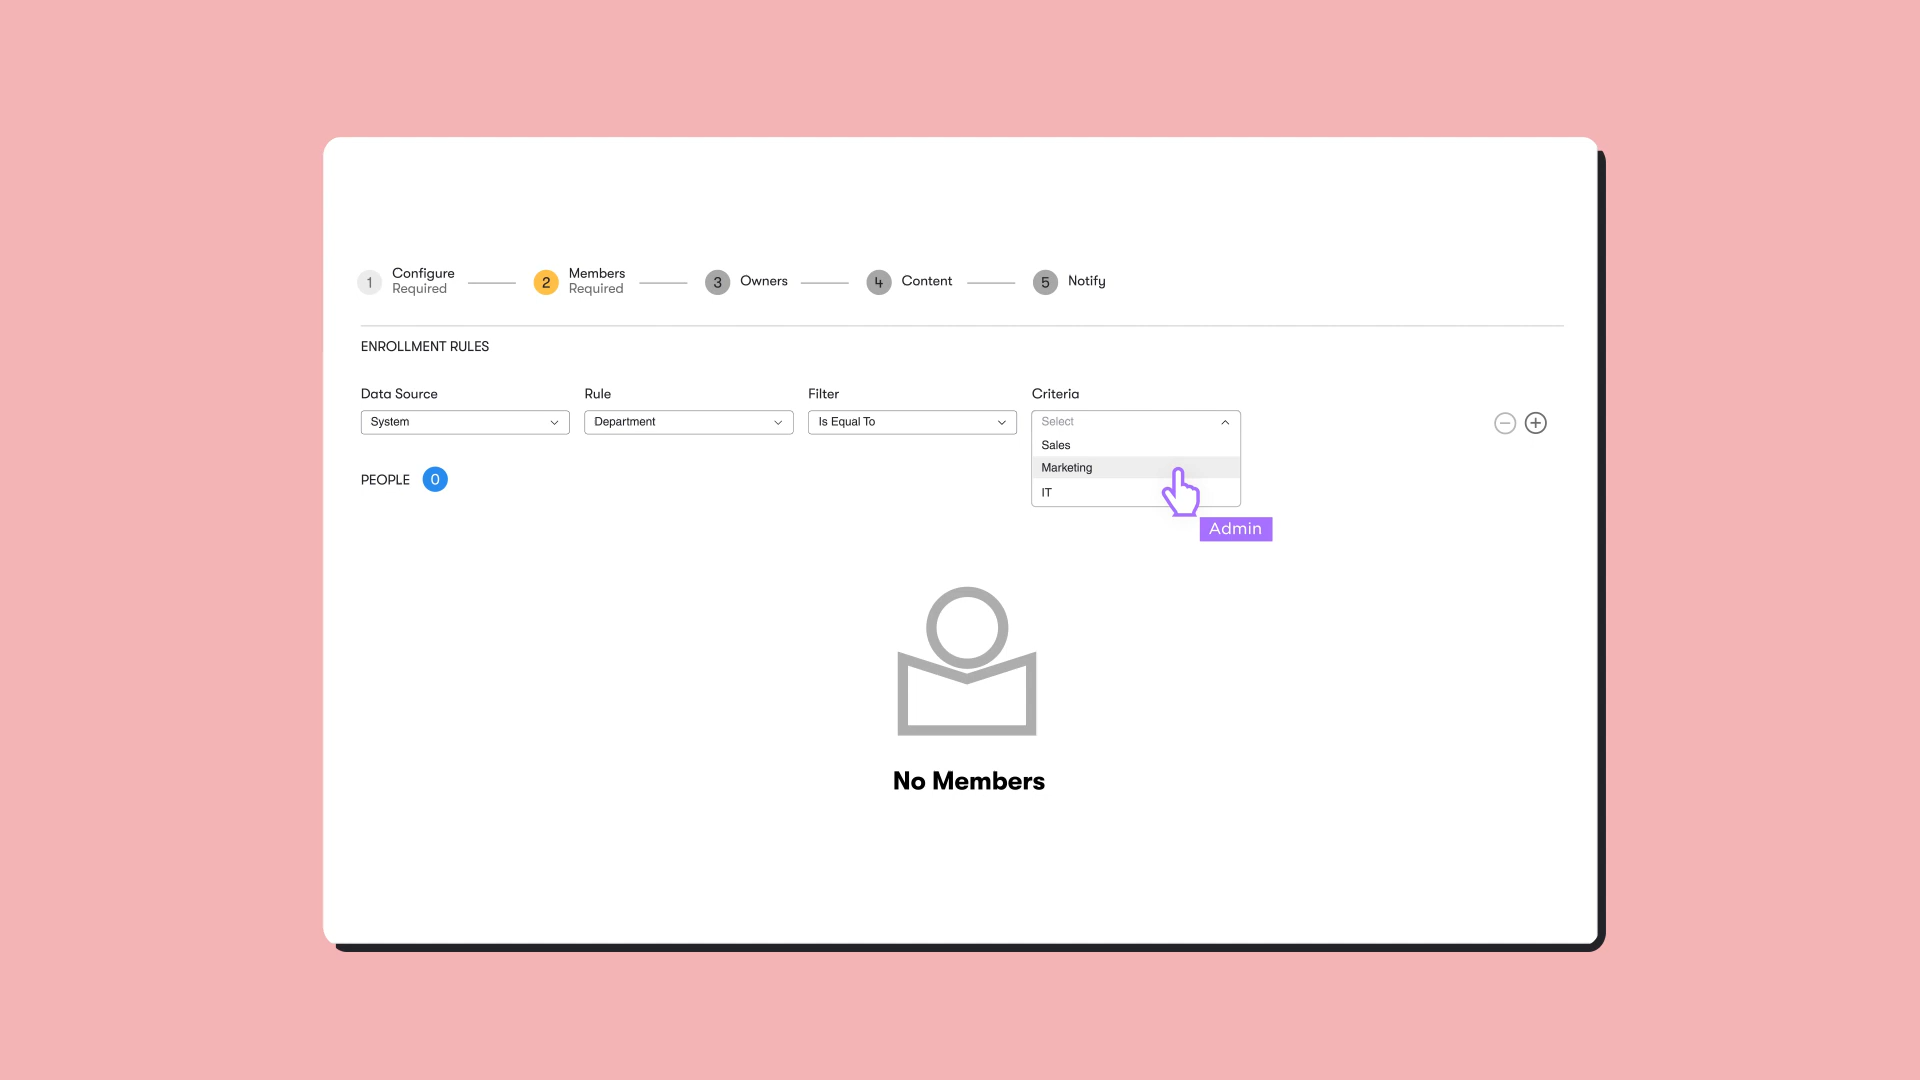 1 Configure
Required
2 Members
Required
3 Owners
4 Content
5 Notify
ENROLLMENT RULES
Data Source
System
Rule
Department
Filter
Is Equal To
Criteria
Select
Sales
Marketing
IT
Admin
PEOPLE 0
No Members